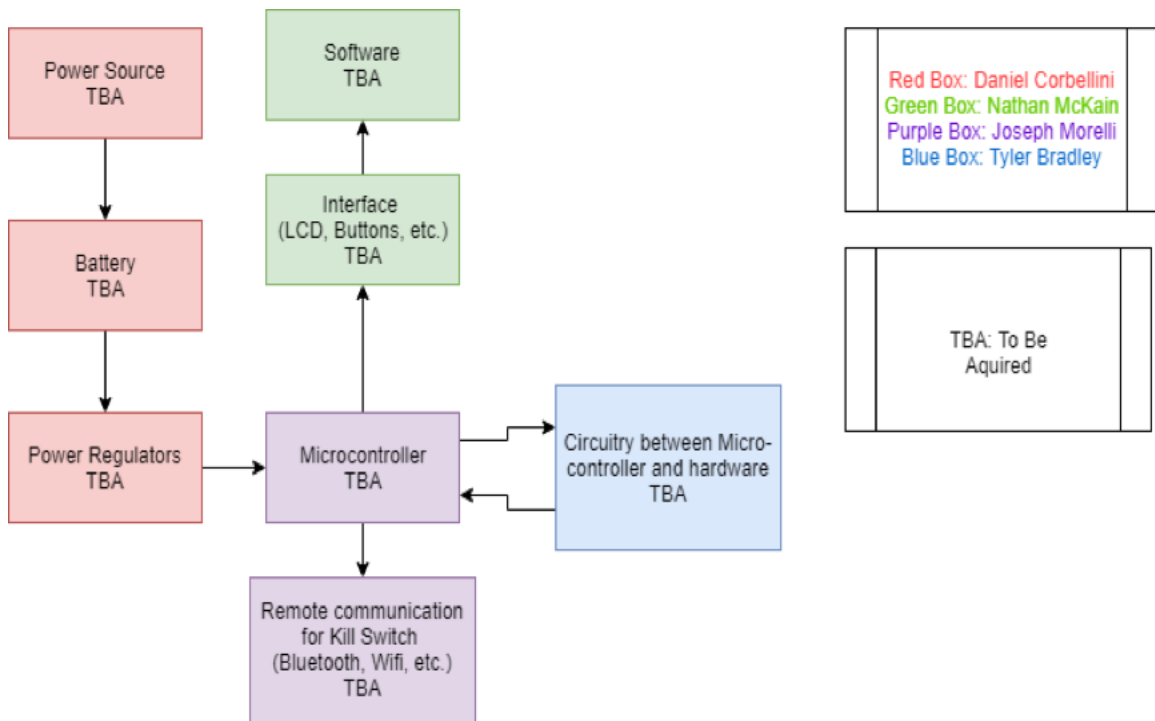 Power Source
TBA
Software
TBA
Red Box: Daniel Corbellini
Green Box: Nathan McKain
Purple Box: Joseph Morelli
Blue Box: Tyler Bradley
Battery
TBA
Interface
(LCD, Buttons, etc.)
TBA
TBA: To Be
Aquired
Power Regulators
TBA
Microcontroller
TBA
Circuitry between Micro-
controller and hardware
TBA
Remote communication
for Kill Switch
(Bluetooth, Wifi, etc.)
TBA